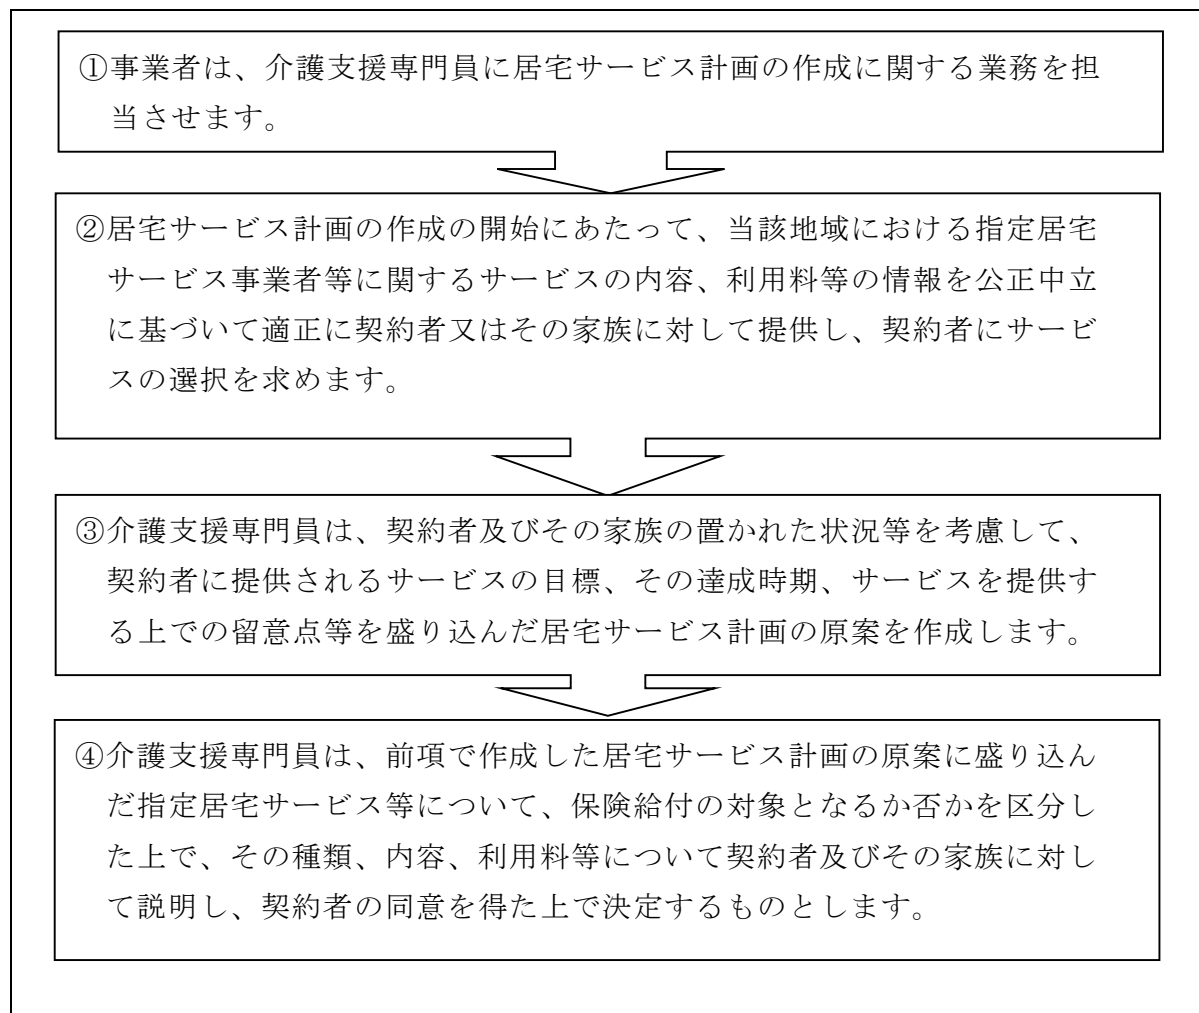 ①事業者は、介護支援専門員に居宅サービス計画の作成に関する業務を担
当させます。
②居宅サービス計画の作成の開始にあたって、当該地域における指定居宅
サービス事業者等に関するサービスの内容、利用料等の情報を公正中立
に基づいて適正に契約者又はその家族に対して提供し、契約者にサービ
スの選択を求めます。
③介護支援専門員は、契約者及びその家族の置かれた状況等を考慮して、
契約者に提供されるサービスの目標、その達成時期、サービスを提供す
る上での留意点等を盛り込んだ居宅サービス計画の原案を作成します。
④介護支援専門員は、前項で作成した居宅サービス計画の原案に盛り込ん
だ指定居宅サービス等について、保険給付の対象となるか否かを区分し
た上で、その種類、内容、利用料等について契約者及びその家族に対し
て説明し、契約者の同意を得た上で決定するものとします。